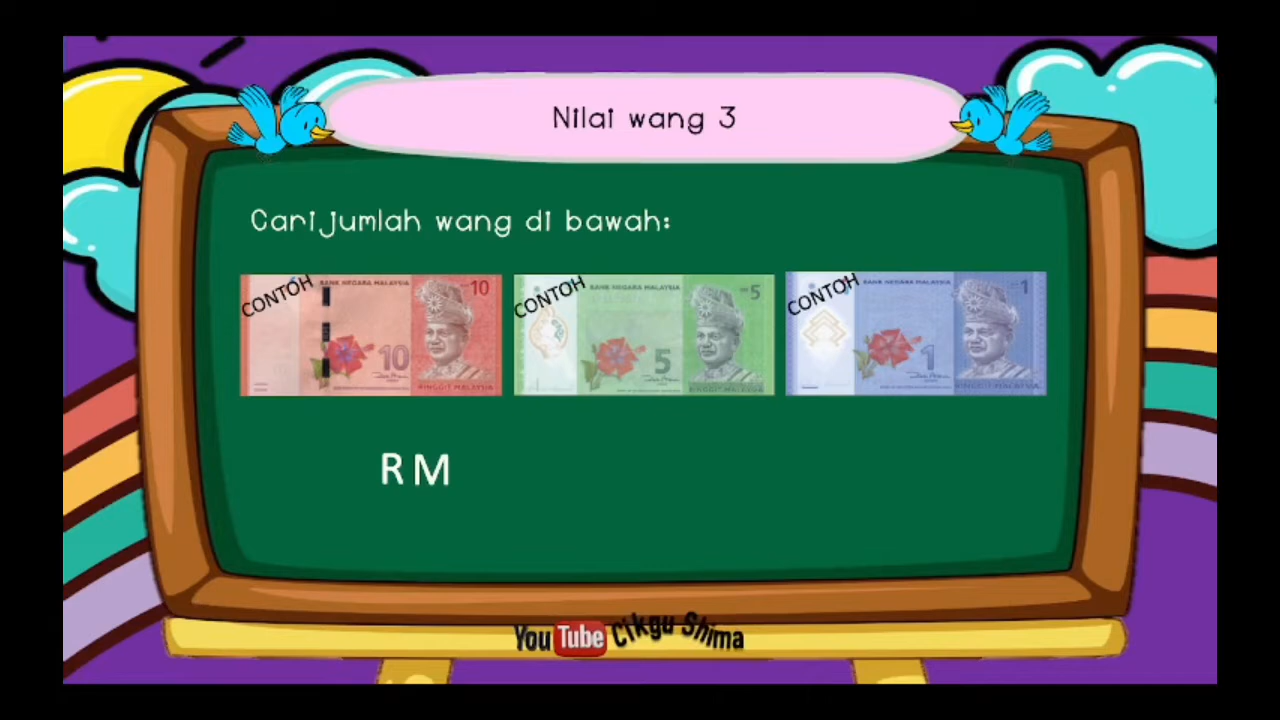 Nilai wang 3
Cari jumlah wang di bawah:
CONTOH CONTOH CONTOH
BANK NEGARA MALAYSIA 10 BANK NEGARA MALAYSIA 5 BANK NEGARA MALAYSIA 1
10 5 1
RINGGIT MALAYSIA RINGGIT MALAYSIA RINGGIT MALAYSIA
RM
YouTube Cikgu Shima